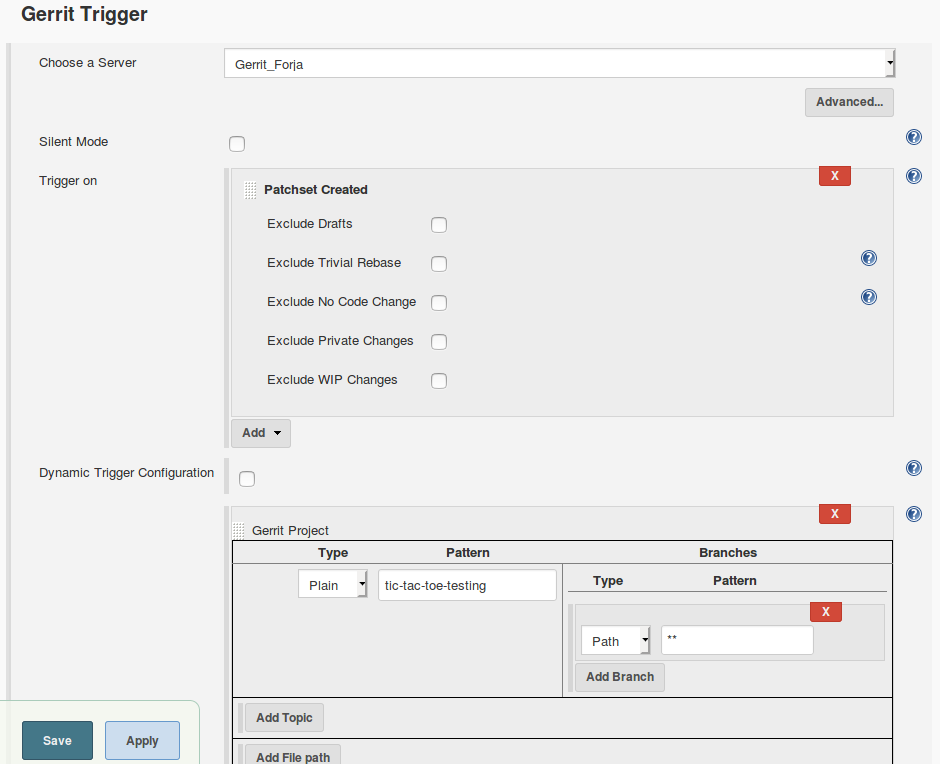 Gerrit Trigger
Choose a Server
Gerrit_Forja
Advanced...
Silent Mode
?
Trigger on
X
?
Patchset Created
Exclude Drafts
Exclude Trivial Rebase
?
Exclude No Code Change
?
Exclude Private Changes
Exclude WIP Changes
Add
Dynamic Trigger Configuration
?
X
?
Gerrit Project
Type Pattern Branches
Plain tic-tac-toe-testing
Type Pattern
X
Path **
Add Branch
Add Topic
Add File path
Save Apply